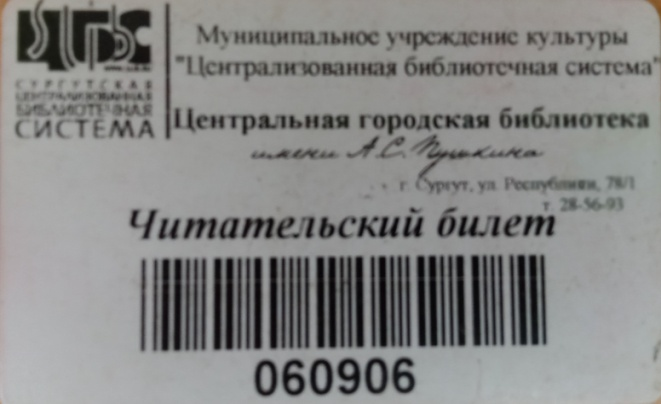 СУРГУТСКАЯ
ЦЕНТРАЛИЗОВАННАЯ
БИБЛИОТЕЧНАЯ
СИСТЕМА
Муниципальное учреждение культуры
"Централизованная библиотечная система"
Центральная городская библиотека
имени А.С. Пушкина
г. Сургут, ул. Республики, 78/1
т. 28-56-93
Читательский билет
060906